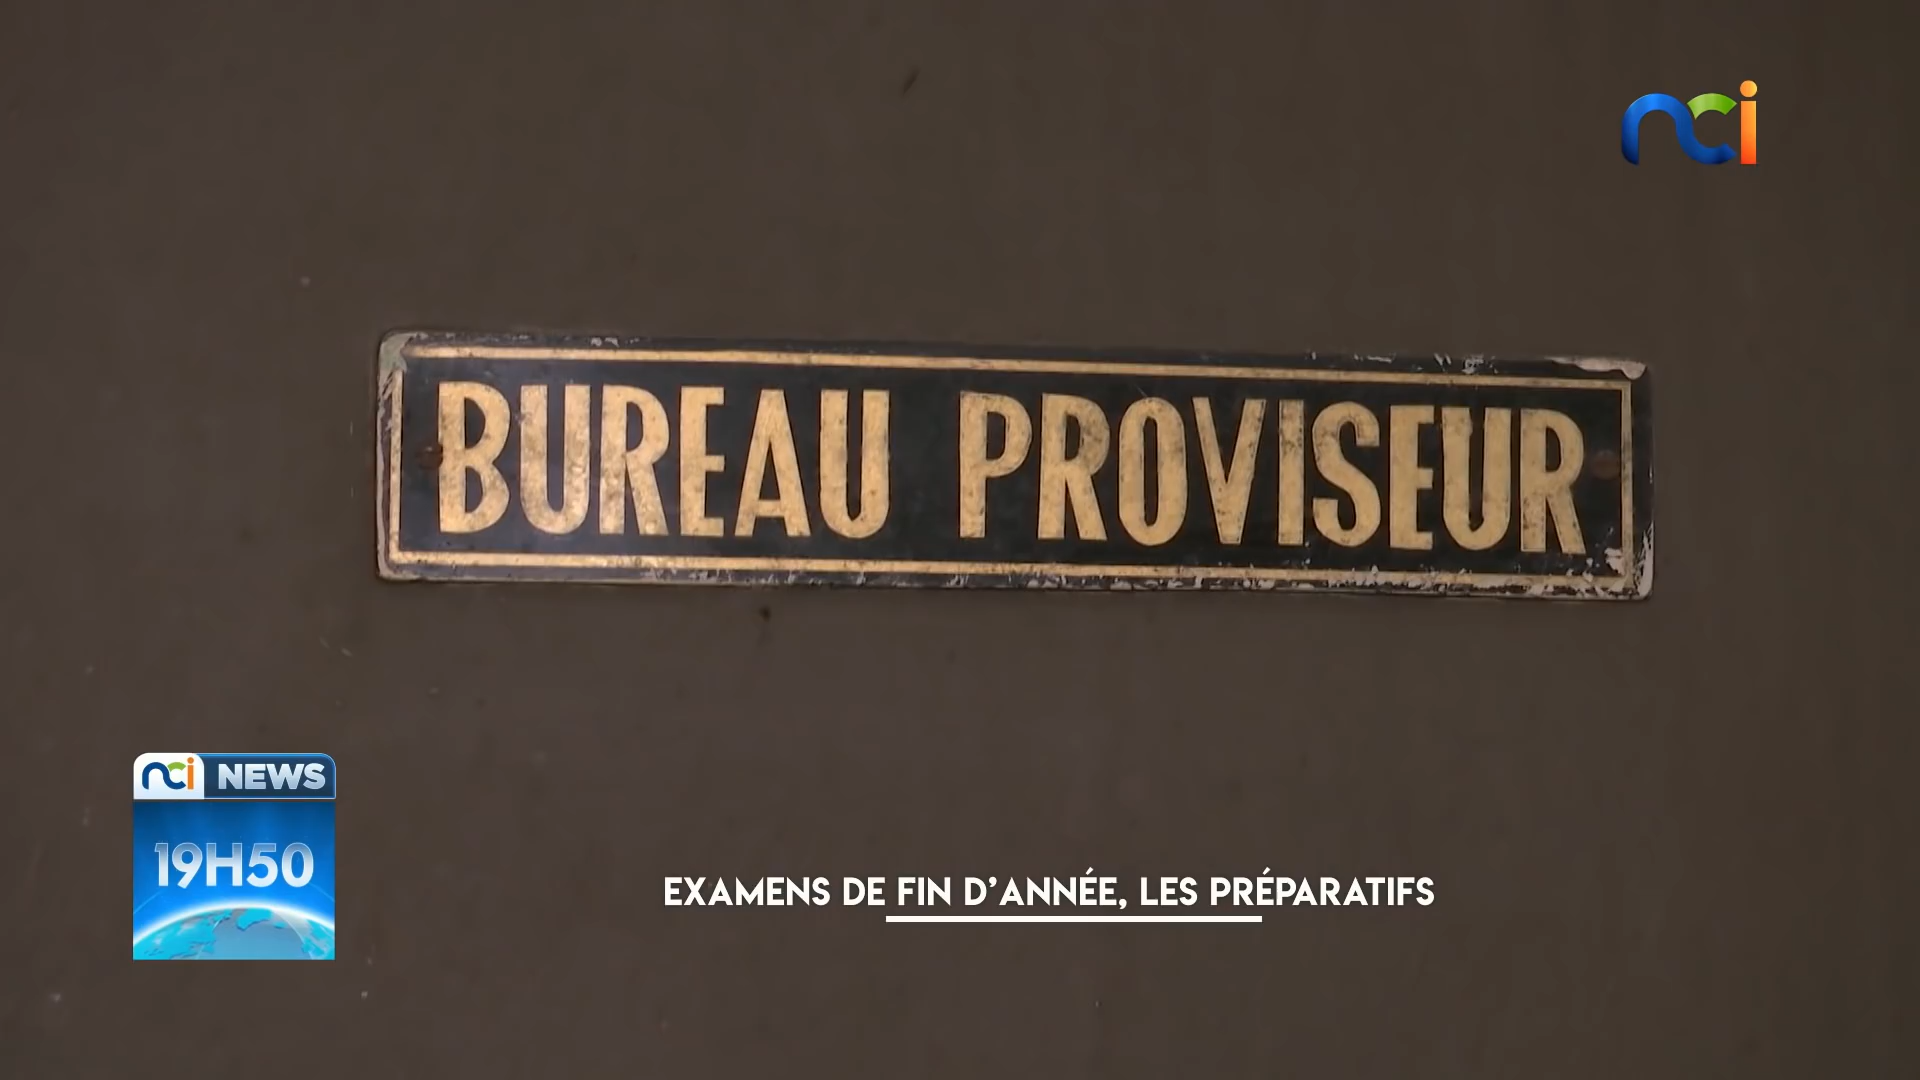 nci
BUREAU PROVISEUR
nci NEWS
19H50
EXAMENS DE FIN D'ANNÉE, LES PRÉPARATIFS